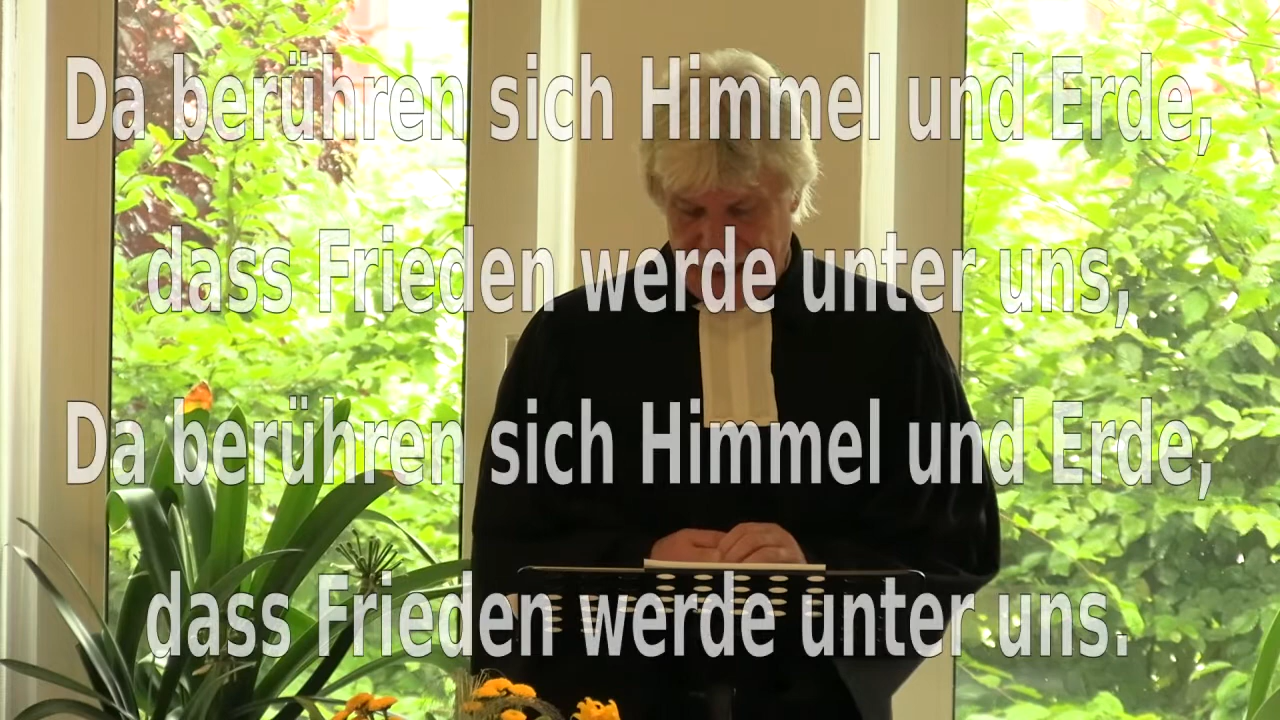 Da berühren sich Himmel und Erde,
dass Frieden werde unter uns,
Da berühren sich Himmel und Erde,
dass Frieden werde unter uns.